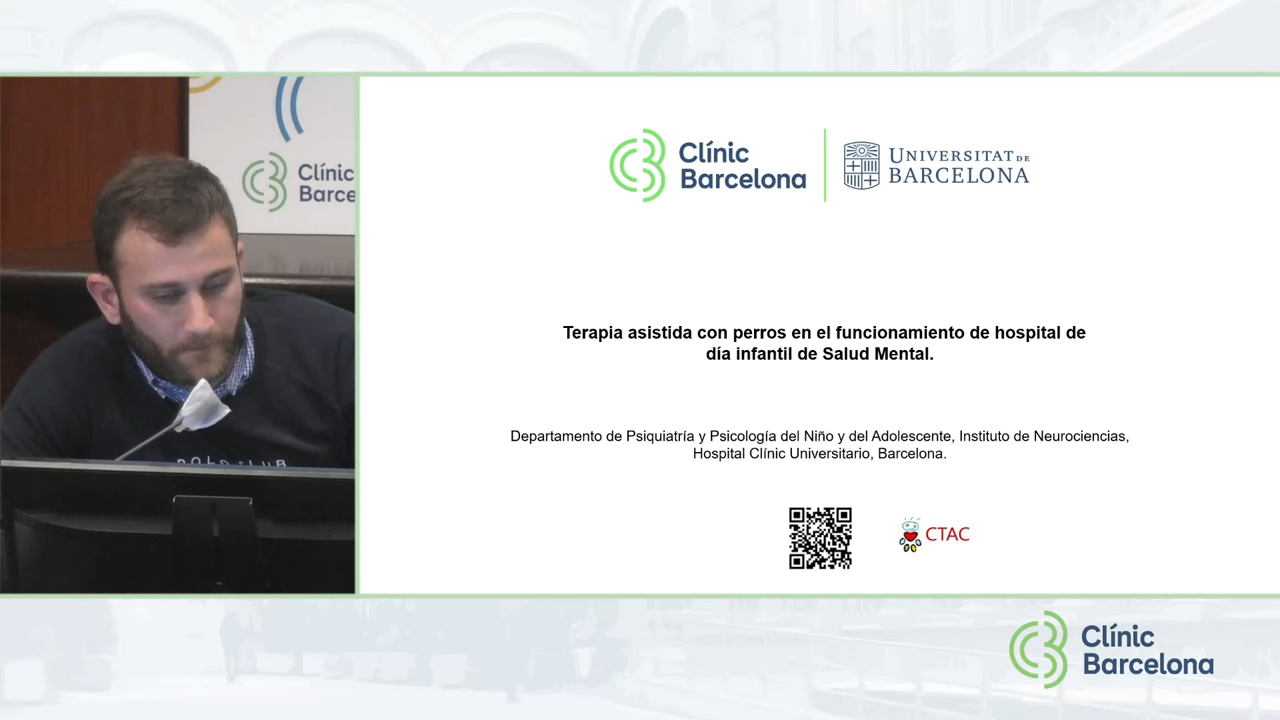 Clínic
Barce
Clínic
Barcelona
UNIVERSITAT DE
BARCELONA
Terapia asistida con perros en el funcionamiento de hospital de
día infantil de Salud Mental.
Departamento de Psiquiatría y Psicología del Niño y del Adolescente, Instituto de Neurociencias,
Hospital Clínic Universitario, Barcelona.
CTAC
Clínic
Barcelona